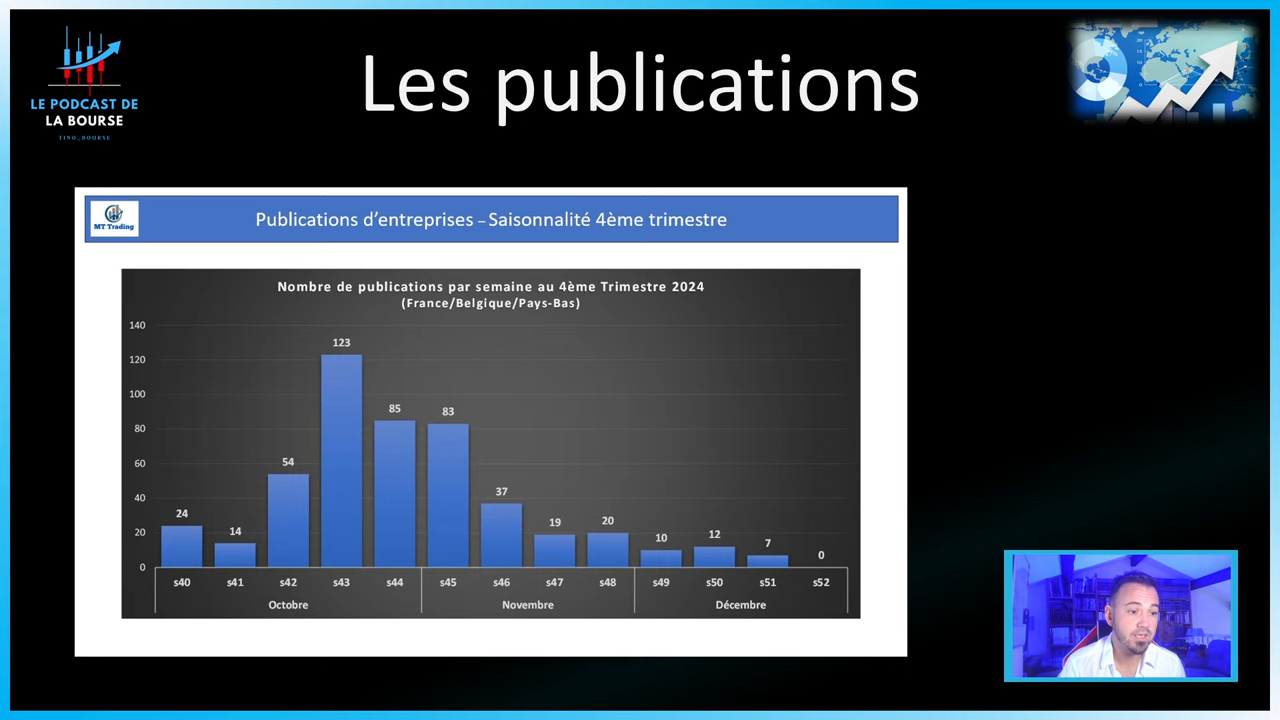 LE PODCAST DE
LA BOURSE
TINO_BOURSE
Les publications
MT Trading
Publications d’entreprises – Saisonnalité 4ème trimestre
Nombre de publications par semaine au 4ème Trimestre 2024
(France/Belgique/Pays-Bas)
140
120
100
80
60
40
20
0
24
14
54
123
85
83
37
19
20
10
12
7
0
s40 s41 s42 s43 s44 s45 s46 s47 s48 s49 s50 s51 s52
Octobre Novembre Décembre